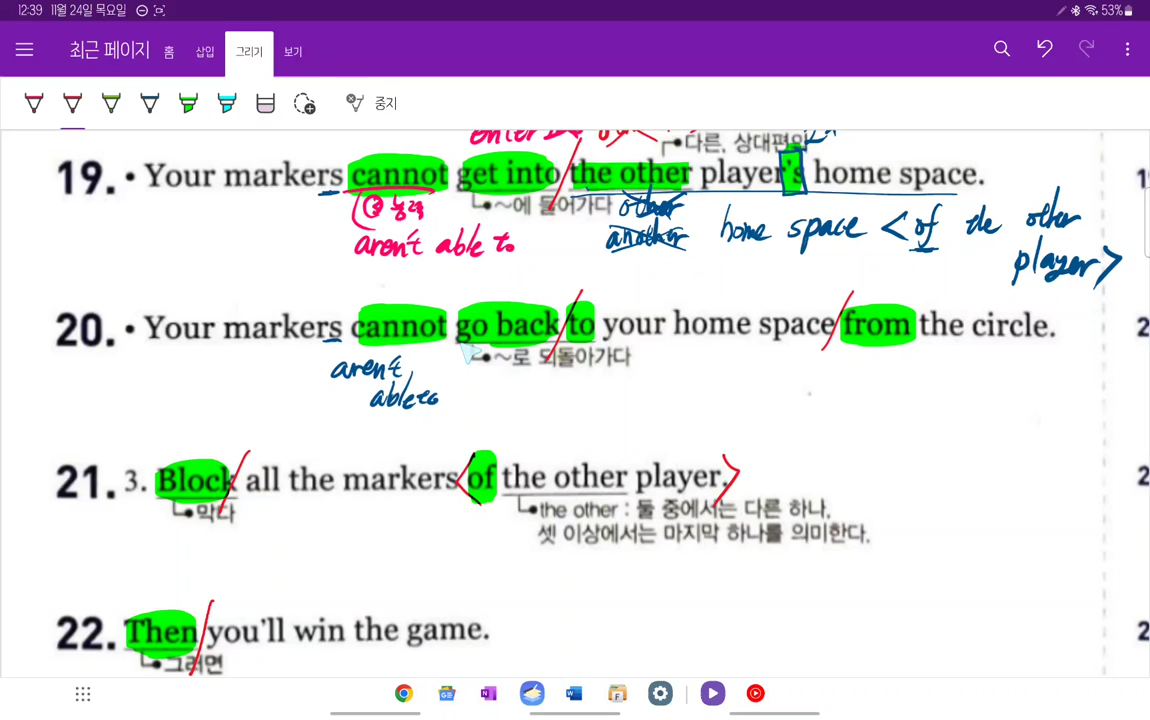 12:39 11월 24일 목요일 53%
최근 페이지 홈 삽입 그리기 보기
중지
다른, 상대편의
19. • Your markers cannot get into the other player's home space.
~에 들어가다
other
another
aren't able to
home space < of the other player >
20. • Your markers cannot go back to your home space from the circle.
~로 되돌아가다
aren't
able to
21. 3. Block all the markers <of the other player.>
막다
the other : 둘 중에서는 다른 하나,
셋 이상에서는 마지막 하나를 의미한다.
22. Then you'll win the game.
그러면
1
2
2
2